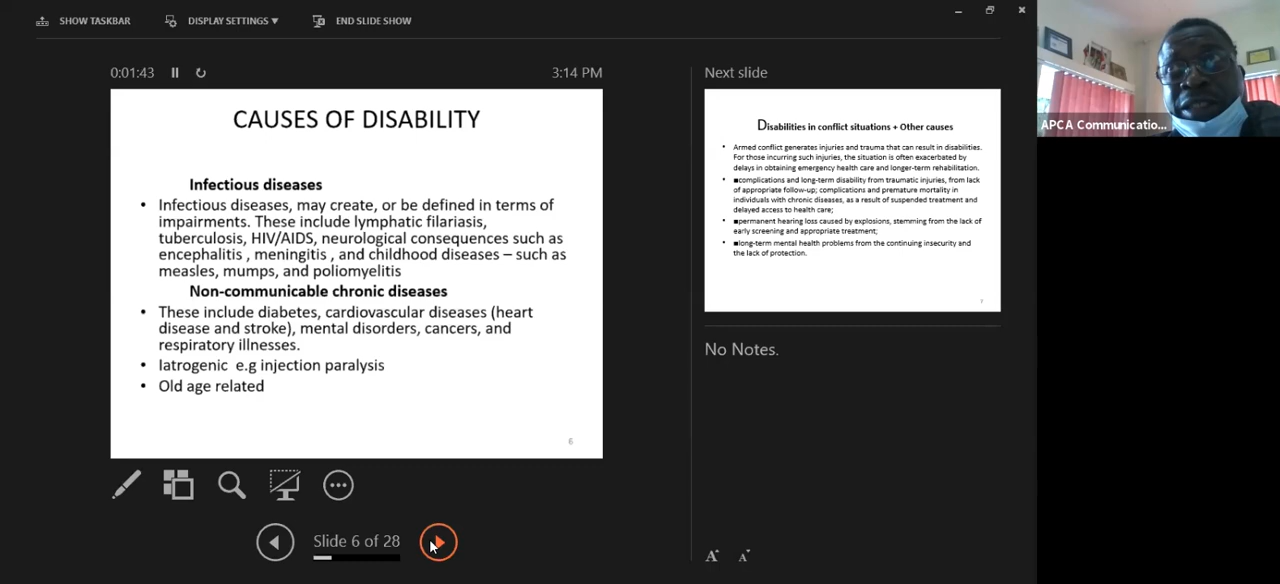 SHOW TASKBAR
DISPLAY SETTINGS ▼
END SLIDE SHOW
0:01:43
3:14 PM
CAUSES OF DISABILITY
Infectious diseases
• Infectious diseases, may create, or be defined in terms of
impairments. These include lymphatic filariasis,
tuberculosis, HIV/AIDS, neurological consequences such as
encephalitis , meningitis , and childhood diseases – such as
measles, mumps, and poliomyelitis
Non-communicable chronic diseases
• These include diabetes, cardiovascular diseases (heart
disease and stroke), mental disorders, cancers, and
respiratory illnesses.
• Iatrogenic e.g injection paralysis
• Old age related
6
Slide 6 of 28
Next slide
Disabilities in conflict situations + Other causes
• Armed conflict generates injuries and trauma that can result in disabilities.
For those incurring such injuries, the situation is often exacerbated by
delays in obtaining emergency health care and longer-term rehabilitation.
• ■complications and long-term disability from traumatic injuries, from lack
of appropriate follow-up; complications and premature mortality in
individuals with chronic diseases, as a result of suspended treatment and
delayed access to health care;
• ■permanent hearing loss caused by explosions, stemming from the lack of
early screening and appropriate treatment;
• ■long-term mental health problems from the continuing insecurity and
the lack of protection.
7
No Notes.
A A
APCA Communicatio...